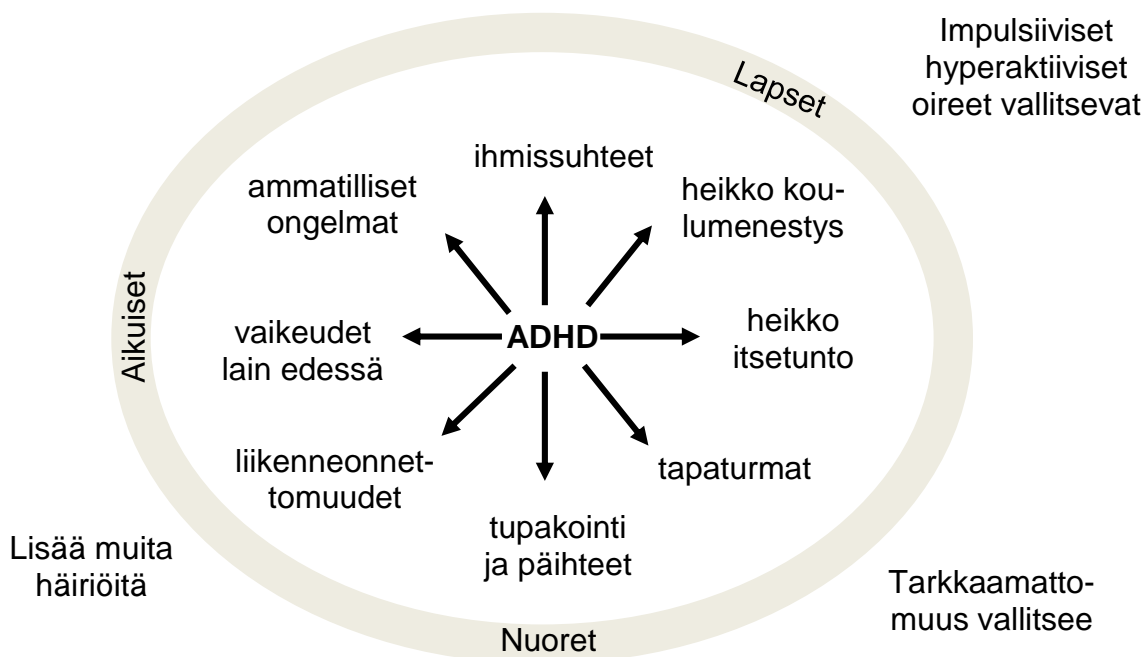 Impulsiiviset
hyperaktiiviset
oireet vallitsevat
Lapset
ihmissuhteet
ammatilliset
ongelmat
heikko kou-
lumenestys
Aikuiset
vaikeudet
lain edessä
ADHD
heikko
itsetunto
liikenneonnet-
tomuudet
tapaturmat
tupakointi
ja päihteet
Lisää muita
häiriöitä
Tarkkaamatto-
muus vallitsee
Nuoret